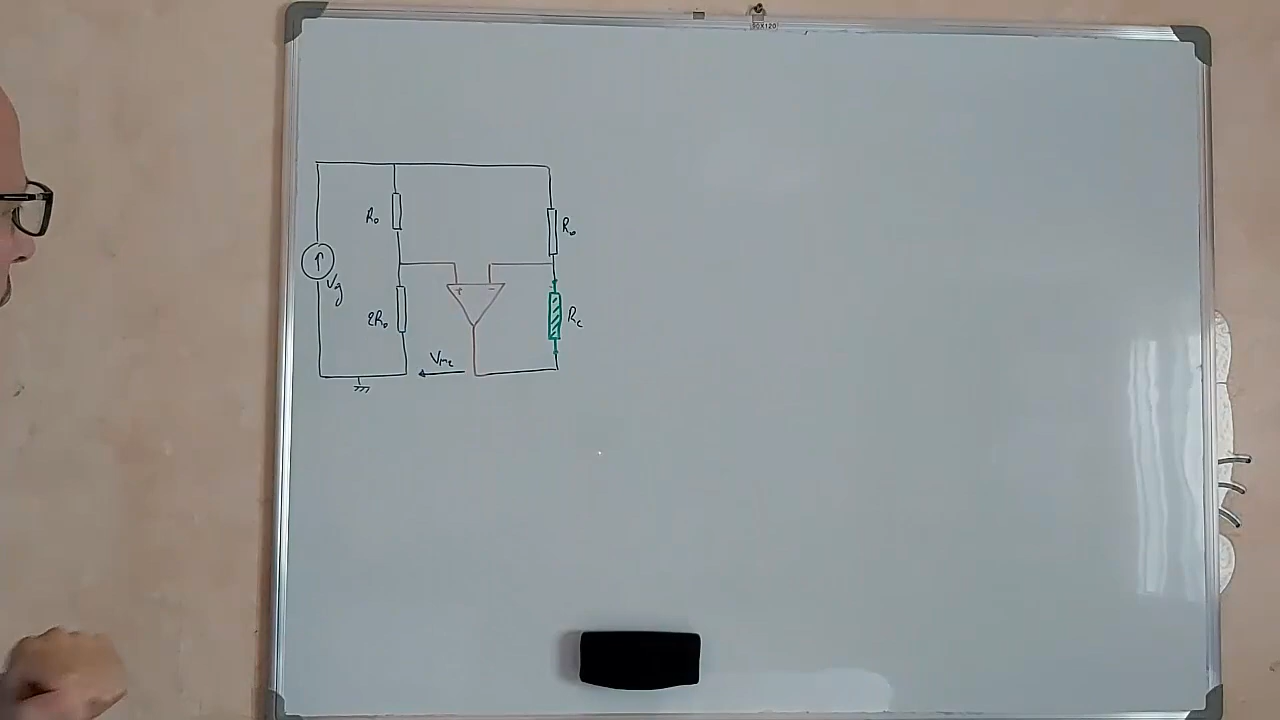 R₀
R₀
Vg
+ -
2R₀
Rc
Vmc